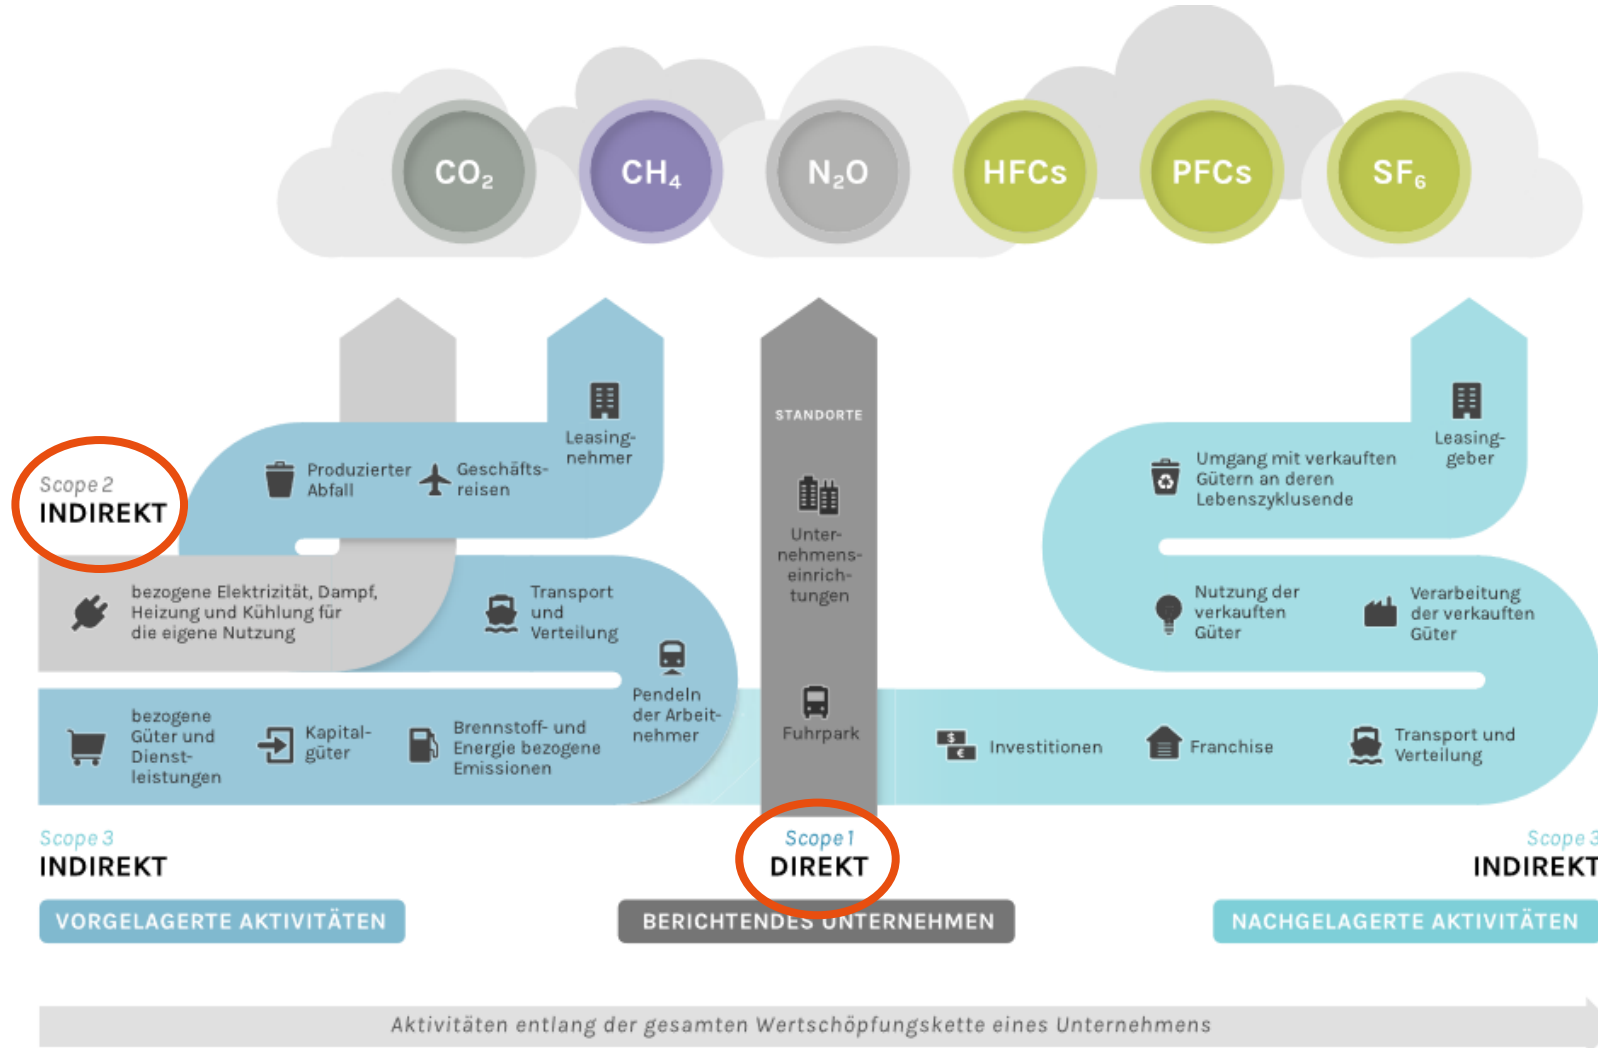 CO₂
CH₄
N₂O
HFCs
PFCs
SF₆
STANDORTE
Leasing-
nehmer
Produzierter
Abfall
Geschäfts-
reisen
Scope 2
INDIREKT
bezogene Elektrizität, Dampf,
Heizung und Kühlung für
die eigene Nutzung
Transport
und
Verteilung
Pendeln
der Arbeit-
nehmer
bezogene
Güter und
Dienst-
leistungen
Kapital-
güter
Brennstoff- und
Energie bezogene
Emissionen
Unter-
nehmens-
einrich-
tungen
Fuhrpark
Leasing-
geber
Umgang mit verkauften
Gütern an deren
Lebenszyklusende
Nutzung der
verkauften
Güter
Verarbeitung
der verkauften
Güter
$
€
Investitionen
Franchise
Transport und
Verteilung
Scope 3
INDIREKT
Scope 1
DIREKT
Scope 3
INDIREKT
VORGELAGERTE AKTIVITÄTEN
BERICHTENDES UNTERNEHMEN
NACHGELAGERTE AKTIVITÄTEN
Aktivitäten entlang der gesamten Wertschöpfungskette eines Unternehmens